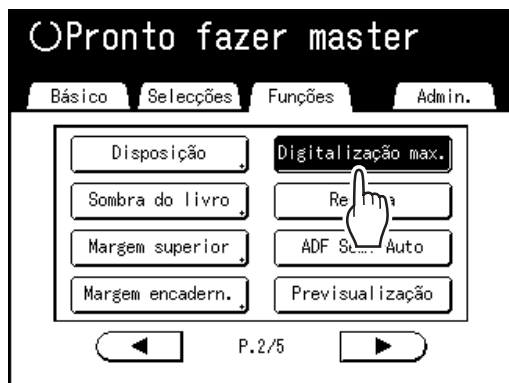 Pronto fazer master
Básico Selecções Funções Admin.
Disposição Digitalização max.
Sombra do livro
Margem superior ADF Auto
Margem encadern. Previsualização
P.2/5